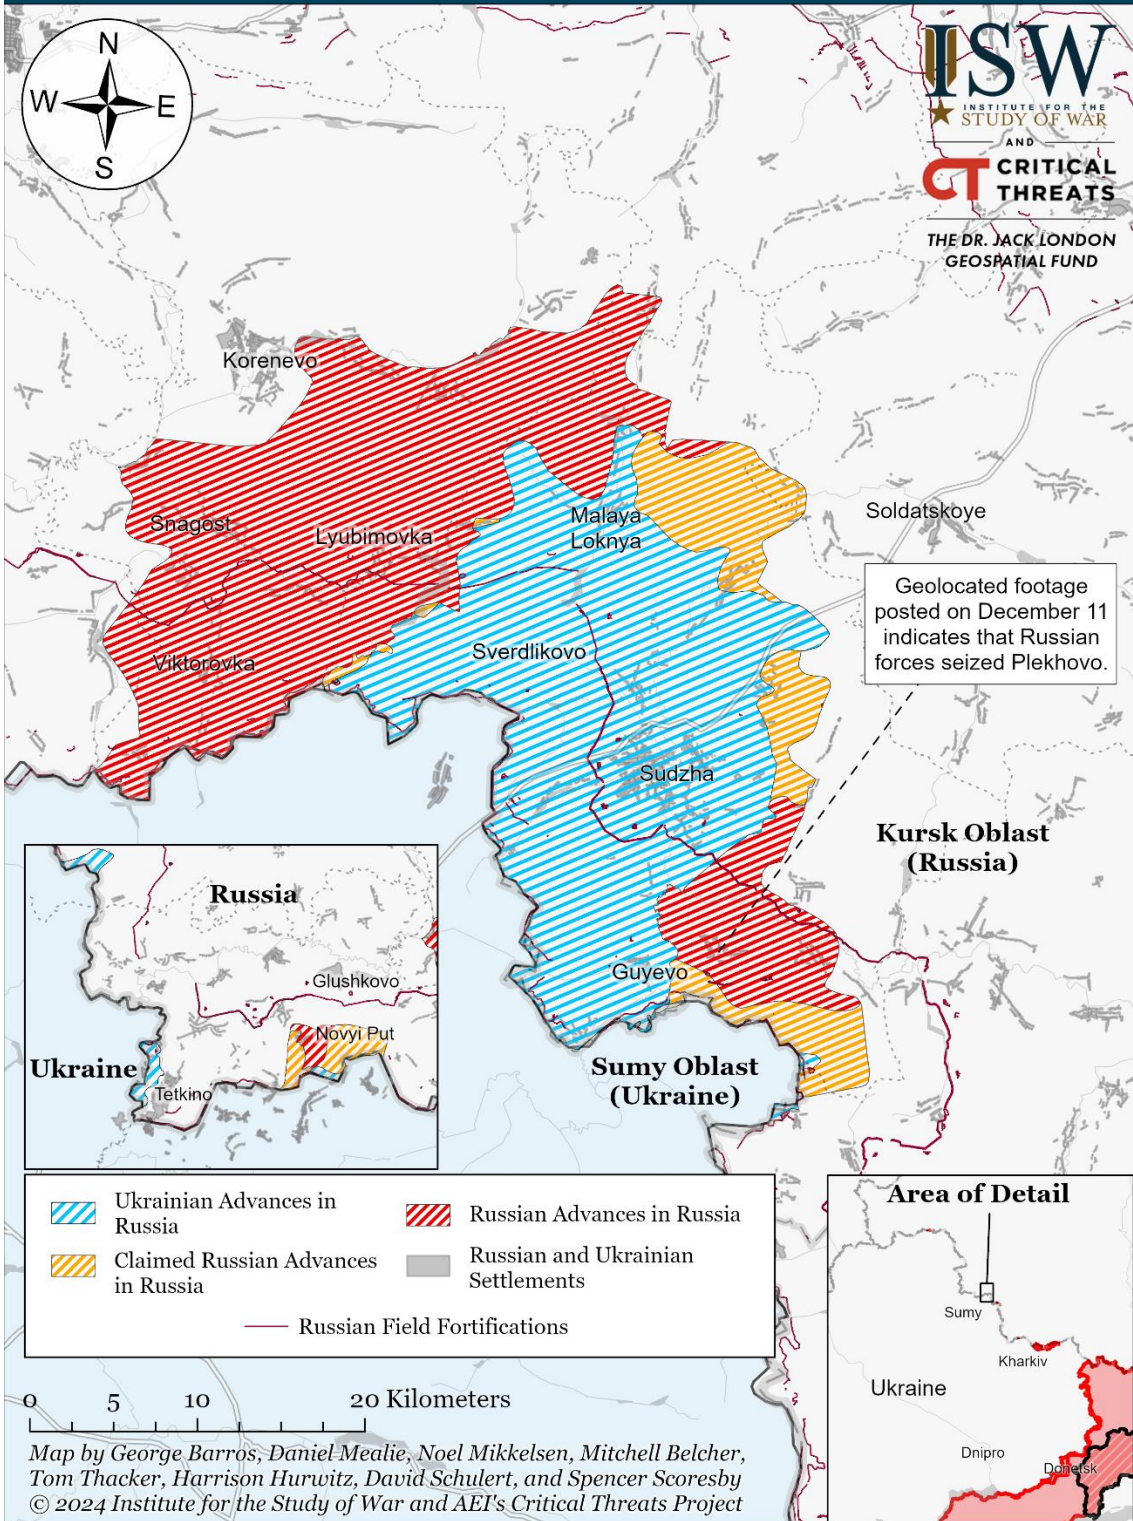 N
W
E
S
ISW
INSTITUTE FOR THE
STUDY OF WAR
AND
CT CRITICAL
THREATS
THE DR. JACK LONDON
GEOSPATIAL FUND
Korenevo
Snagost
Lyubimovka
Malaya
Loknya
Soldatskoye
Geolocated footage
posted on December 11
indicates that Russian
forces seized Plekhovo.
Viktorovka
Sverdlikovo
Sudzha
Kursk Oblast
(Russia)
Guyevo
Sumy Oblast
(Ukraine)
Russia
Glushkovo
Novyi Put
Ukraine
Tetkino
Ukrainian Advances in
Russia
Russian Advances in Russia
Claimed Russian Advances
in Russia
Russian and Ukrainian
Settlements
Russian Field Fortifications
Area of Detail
Sumy
Kharkiv
Ukraine
Dnipro
Donetsk
0 5 10 20 Kilometers
Map by George Barros, Daniel Mealie, Noel Mikkelsen, Mitchell Belcher,
Tom Thacker, Harrison Hurwitz, David Schulert, and Spencer Scoresby
© 2024 Institute for the Study of War and AEI's Critical Threats Project